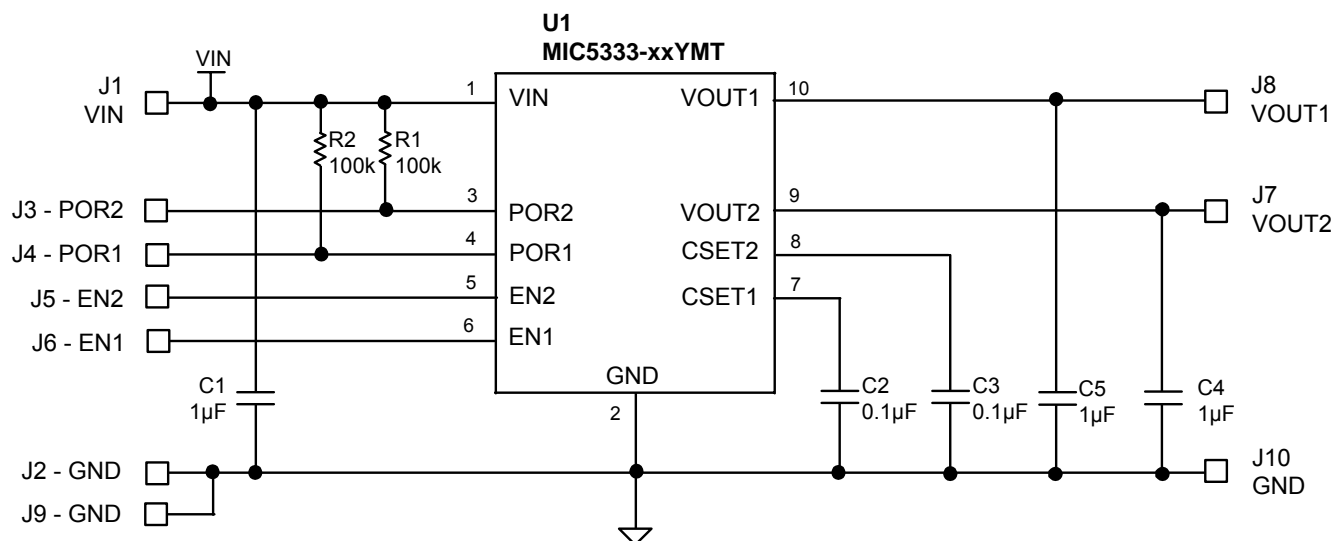 U1
MIC5333-xxYMT
VIN
J1
VIN
1
VIN
VOUT1
10
J8
VOUT1
R2
100k
R1
100k
J3 - POR2
3
POR2
VOUT2
9
J7
VOUT2
J4 - POR1
4
POR1
CSET2
8
J5 - EN2
5
EN2
CSET1
7
J6 - EN1
6
EN1
GND
2
C1
1µF
C2
0.1µF
C3
0.1µF
C5
1µF
C4
1µF
J2 - GND
J10
GND
J9 - GND